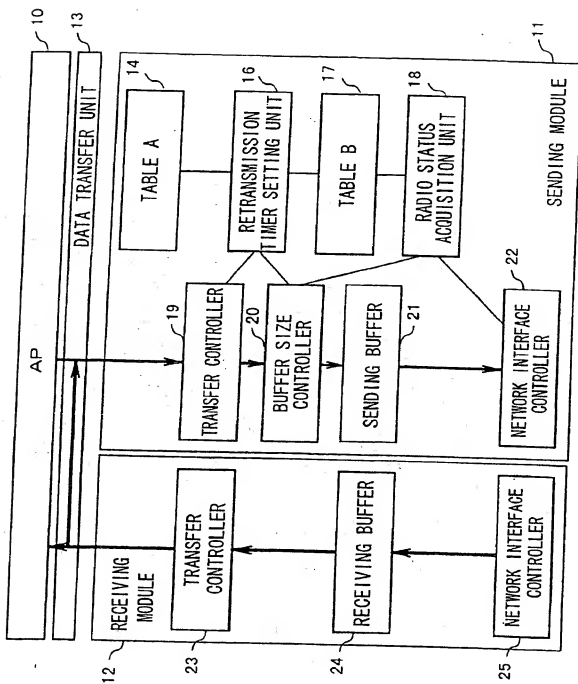 10
AP
13
DATA TRANSFER UNIT
12
RECEIVING
MODULE
23
TRANSFER
CONTROLLER
24
RECEIVING BUFFER
25
NETWORK INTERFACE
CONTROLLER
19
TRANSFER CONTROLLER
20
BUFFER SIZE
CONTROLLER
21
SENDING BUFFER
22
NETWORK INTERFACE
CONTROLLER
14
TABLE A
16
RETRANSMISSION
TIMER SETTING UNIT
17
TABLE B
18
RADIO STATUS
ACQUISITION UNIT
11
SENDING MODULE